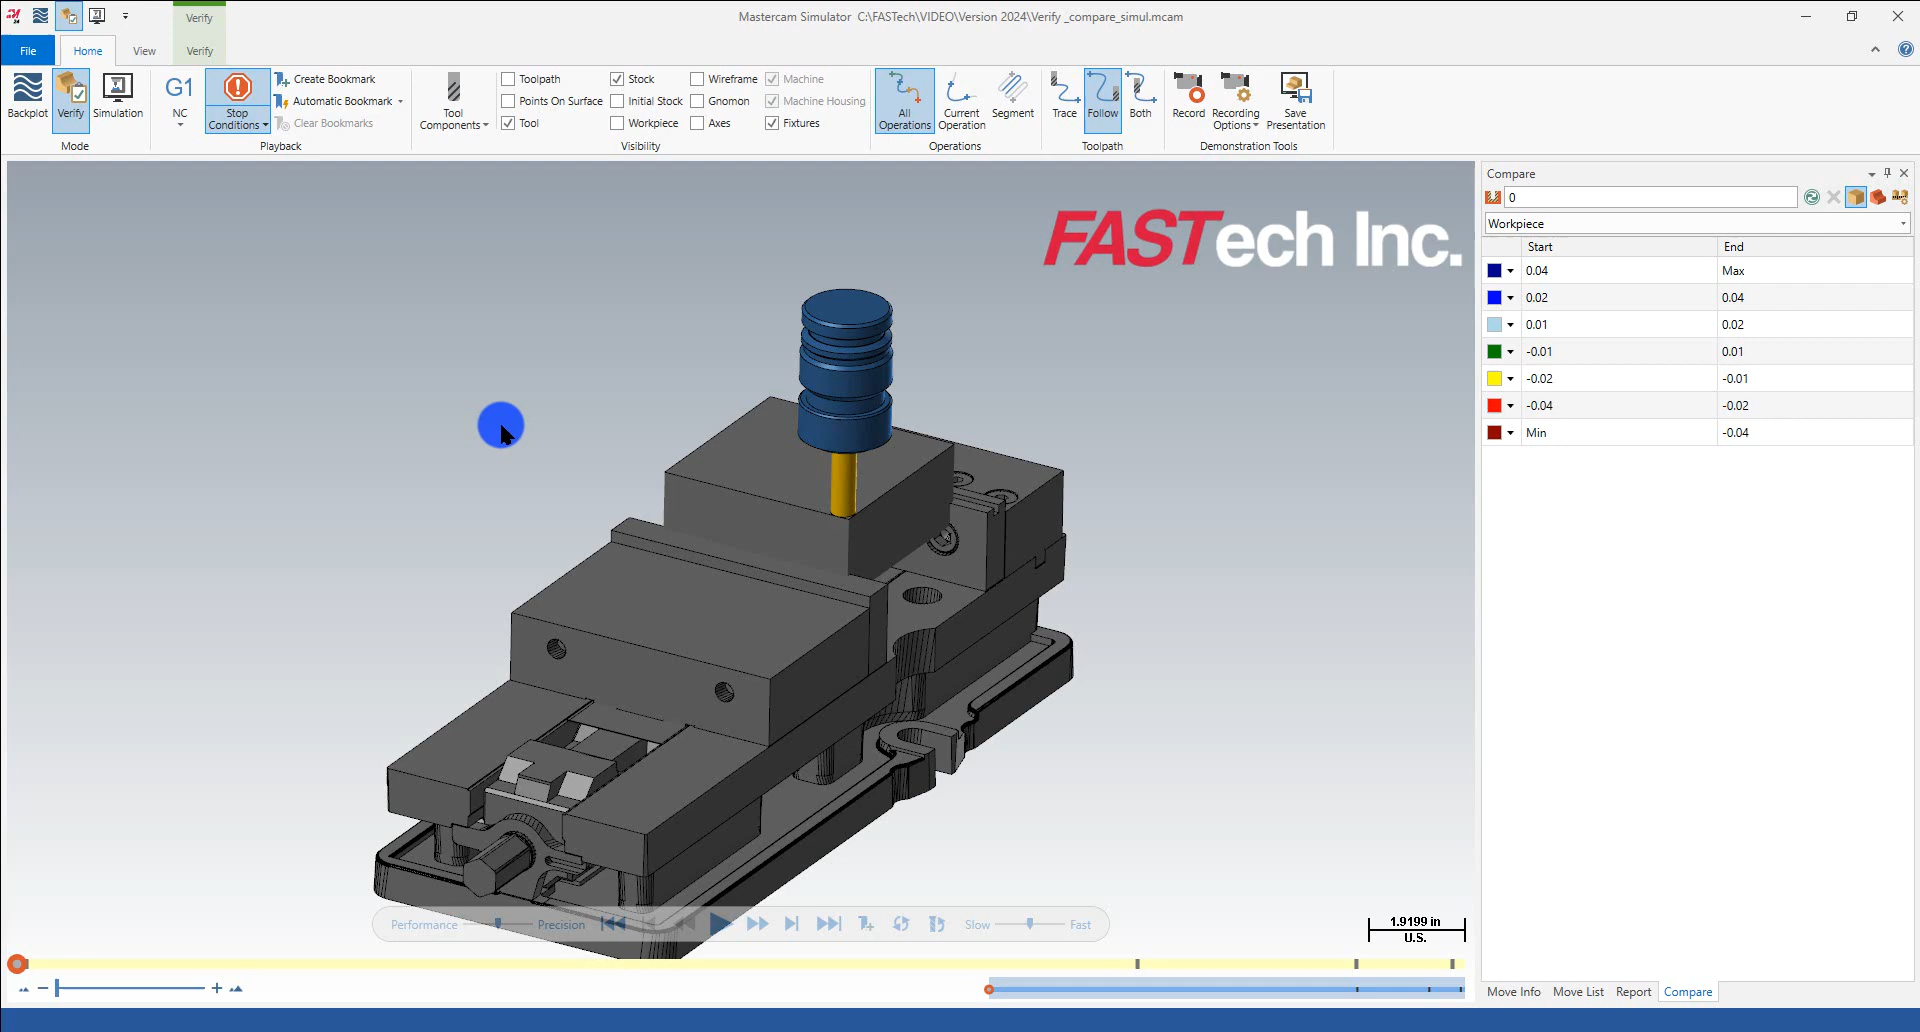 Verify
Mastercam Simulator C:\FASTech\VIDEO\Version 2024\Verify _compare_simul.mcam
File
Home
View
Verify
Backplot
Verify
Simulation
Mode
G1
NC
Stop
Conditions
Create Bookmark
Automatic Bookmark
Clear Bookmarks
Playback
Tool
Components
Toolpath
Points On Surface
Tool
Stock
Initial Stock
Workpiece
Wireframe
Gnomon
Axes
Machine
Machine Housing
Fixtures
Visibility
All
Operations
Current
Operation
Segment
Operations
Trace
Follow
Both
Toolpath
Record
Recording
Options
Save
Presentation
Demonstration Tools
FASTech Inc.
Compare
0
Workpiece
Start End
0.04 Max
0.02 0.04
0.01 0.02
-0.01 0.01
-0.02 -0.01
-0.04 -0.02
Min -0.04
Performance Precision Slow Fast
1.9199 in
U.S.
Move Info Move List Report Compare